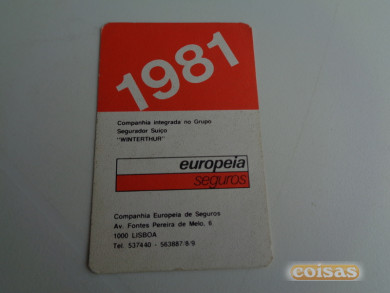 1981
Companhia integrada no Grupo
Segurador Suíço
"WINTERTHUR"
europeia
seguros
Companhia Europeia de Seguros
Av. Fontes Pereira de Melo, 6
1000 LISBOA
Tel. 537440 - 563887/8/9
coisas